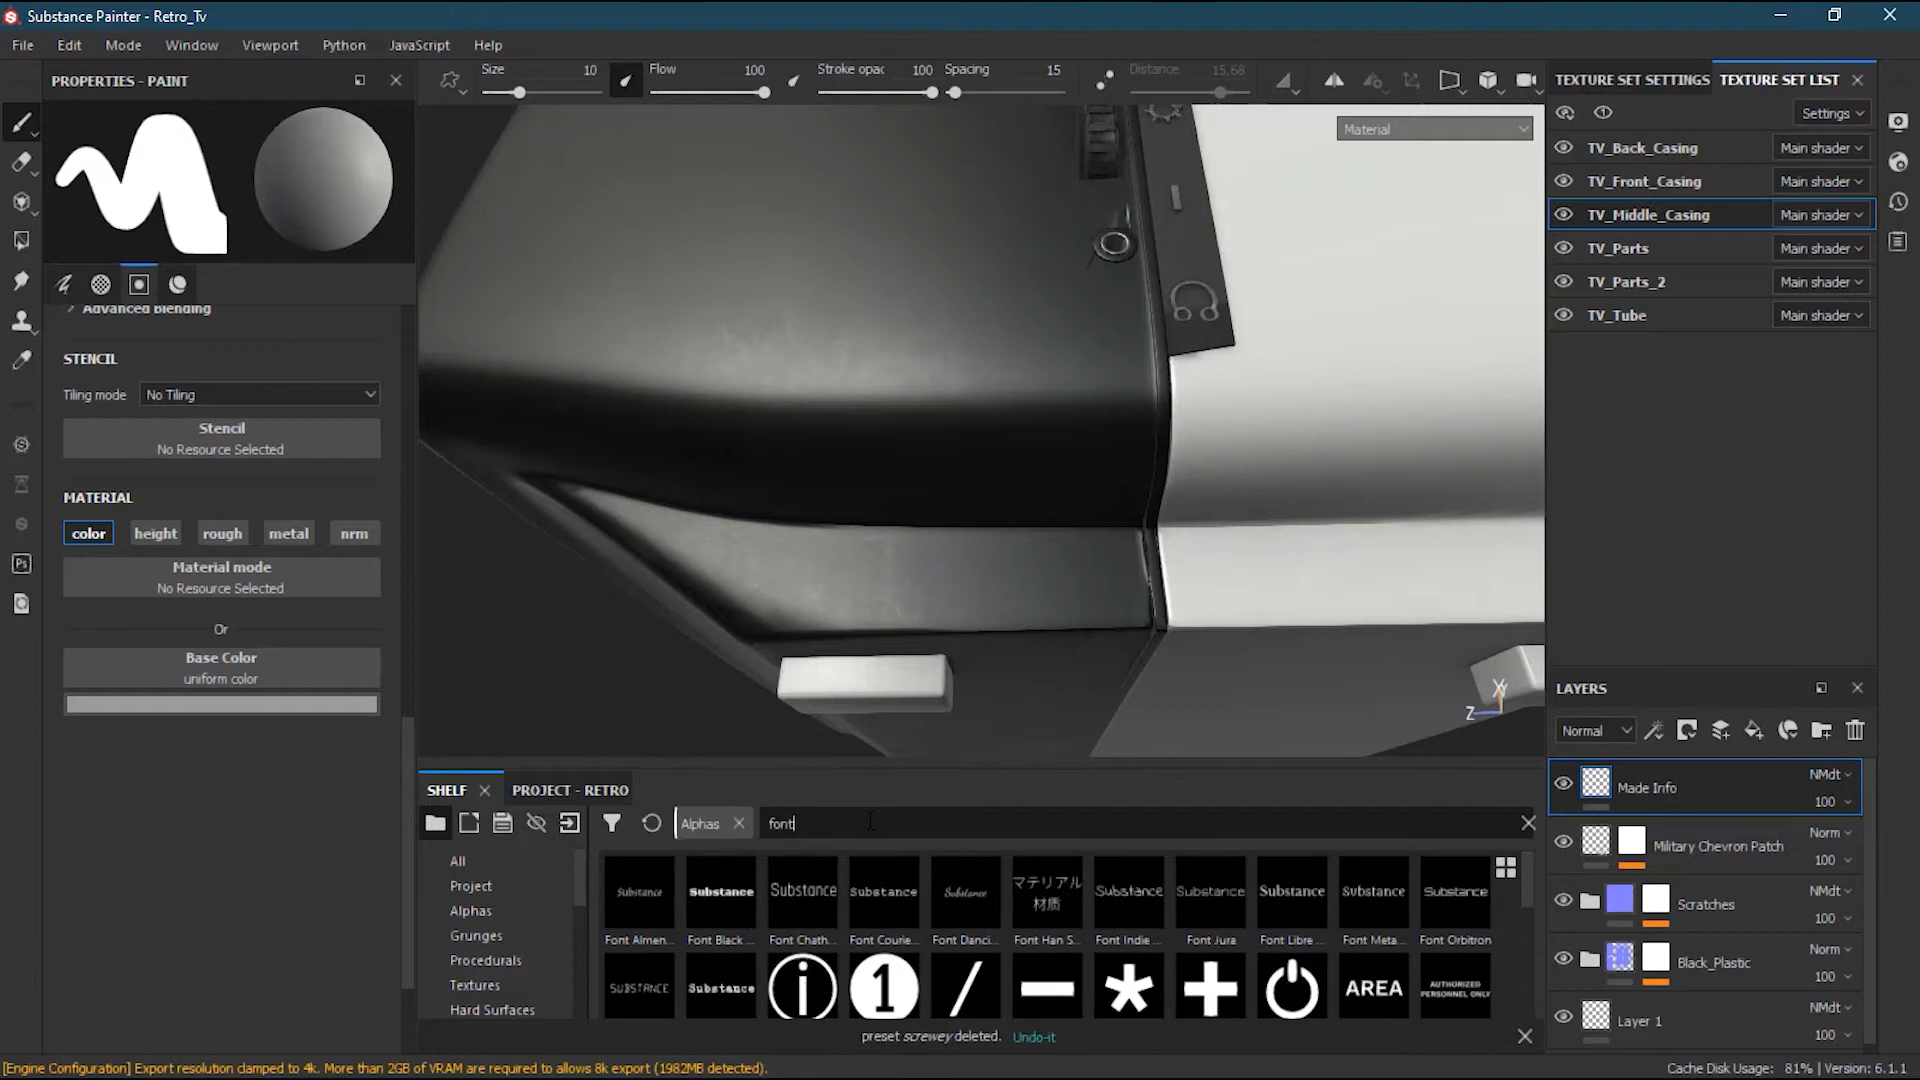 Substance Painter - Retro_Tv
File Edit Mode Window Viewport Python JavaScript Help
PROPERTIES - PAINT
Size 10 Flow 100 Stroke opac 100 Spacing 15 Distance 15.68
TEXTURE SET SETTINGS TEXTURE SET LIST
Settings
Material
TV_Back_Casing Main shader
TV_Front_Casing Main shader
TV_Middle_Casing Main shader
TV_Parts Main shader
TV_Parts_2 Main shader
TV_Tube Main shader
Advanced Blending
STENCIL
Tiling mode No Tiling
Stencil
No Resource Selected
MATERIAL
color height rough metal nrm
Material mode
No Resource Selected
Or
Base Color
uniform color
Ps
X
Y
Z
LAYERS
Normal
Made Info NMdt 100
Military Chevron Patch Norm 100
Scratches NMdt 100
Black_Plastic Norm 100
Layer 1 NMdt 100
SHELF PROJECT - RETRO
Alphas font
All
Project
Alphas
Grunges
Procedurals
Textures
Hard Surfaces
Substance Substance Substance Substance Substance マテリアル Substance Substance Substance Substance Substance
材质
Font Almen... Font Black ... Font Chath... Font Courie... Font Danci... Font Han S... Font Indie ... Font Jura Font Libre ... Font Meta... Font Orbitron
SUBSTANCE Substance i 1 / * + AREA AUTHORIZED
PERSONNEL ONLY
preset screwey deleted. Undo-it
[Engine Configuration] Export resolution clamped to 4k. More than 2GB of VRAM are required to allows 8k export (1982MB detected).
Cache Disk Usage: 81% | Version: 6.1.1